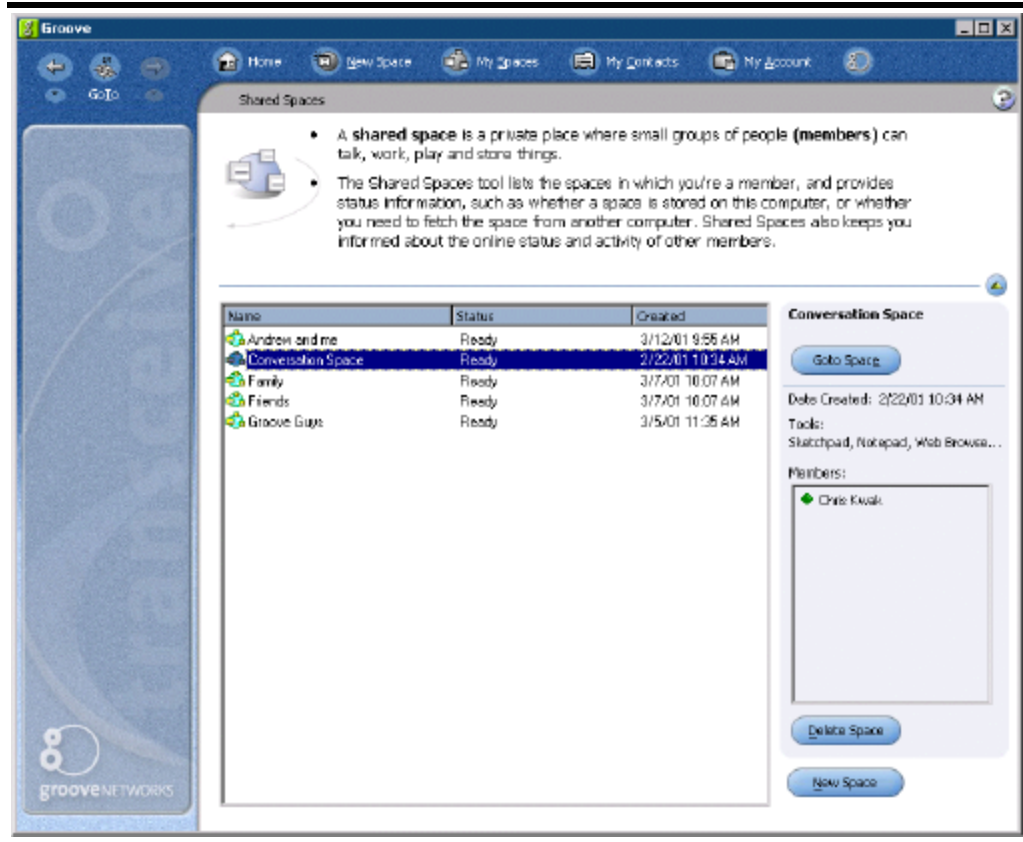 Groove
Home New Space My Spaces My Contacts My Account
GoTo
Shared Spaces
• A shared space is a private place where small groups of people (members) can
talk, work, play and store things.
• The Shared Spaces tool lists the spaces in which you're a member, and provides
status information, such as whether a space is stored on this computer, or whether
you need to fetch the space from another computer. Shared Spaces also keeps you
informed about the online status and activity of other members.
Name Status Created
Andrew and me Ready 3/12/01 9:55 AM
Conversation Space Ready 2/22/01 10:34 AM
Family Ready 3/7/01 10:07 AM
Friends Ready 3/7/01 10:07 AM
Groove Guys Ready 3/5/01 11:35 AM
Conversation Space
Goto Space
Date Created: 2/22/01 10:34 AM
Tools:
Sketchpad, Notepad, Web Browse...
Members:
Chris Kwak
Delete Space
New Space
transceiver
grooveNETWORKS